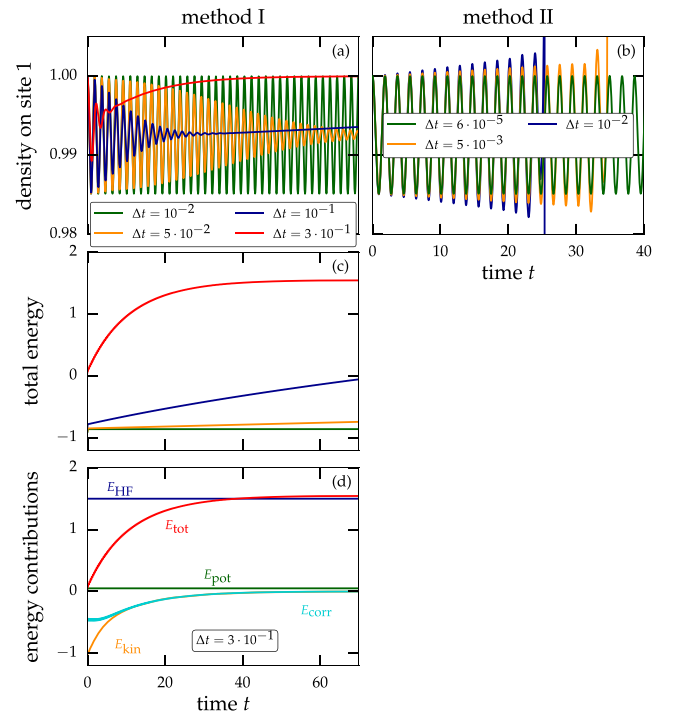 method I
method II
(a)
(b)
density on site 1
1.00
0.99
0.98
Δt = 10⁻²
Δt = 10⁻¹
Δt = 5 · 10⁻²
Δt = 3 · 10⁻¹
Δt = 6 · 10⁻⁵
Δt = 10⁻²
Δt = 5 · 10⁻³
0 10 20 30 40
time t
(c)
total energy
2
1
0
−1
(d)
energy contributions
2
1
0
−1
E_HF
E_tot
E_pot
E_corr
E_kin
Δt = 3 · 10⁻¹
0 20 40 60
time t